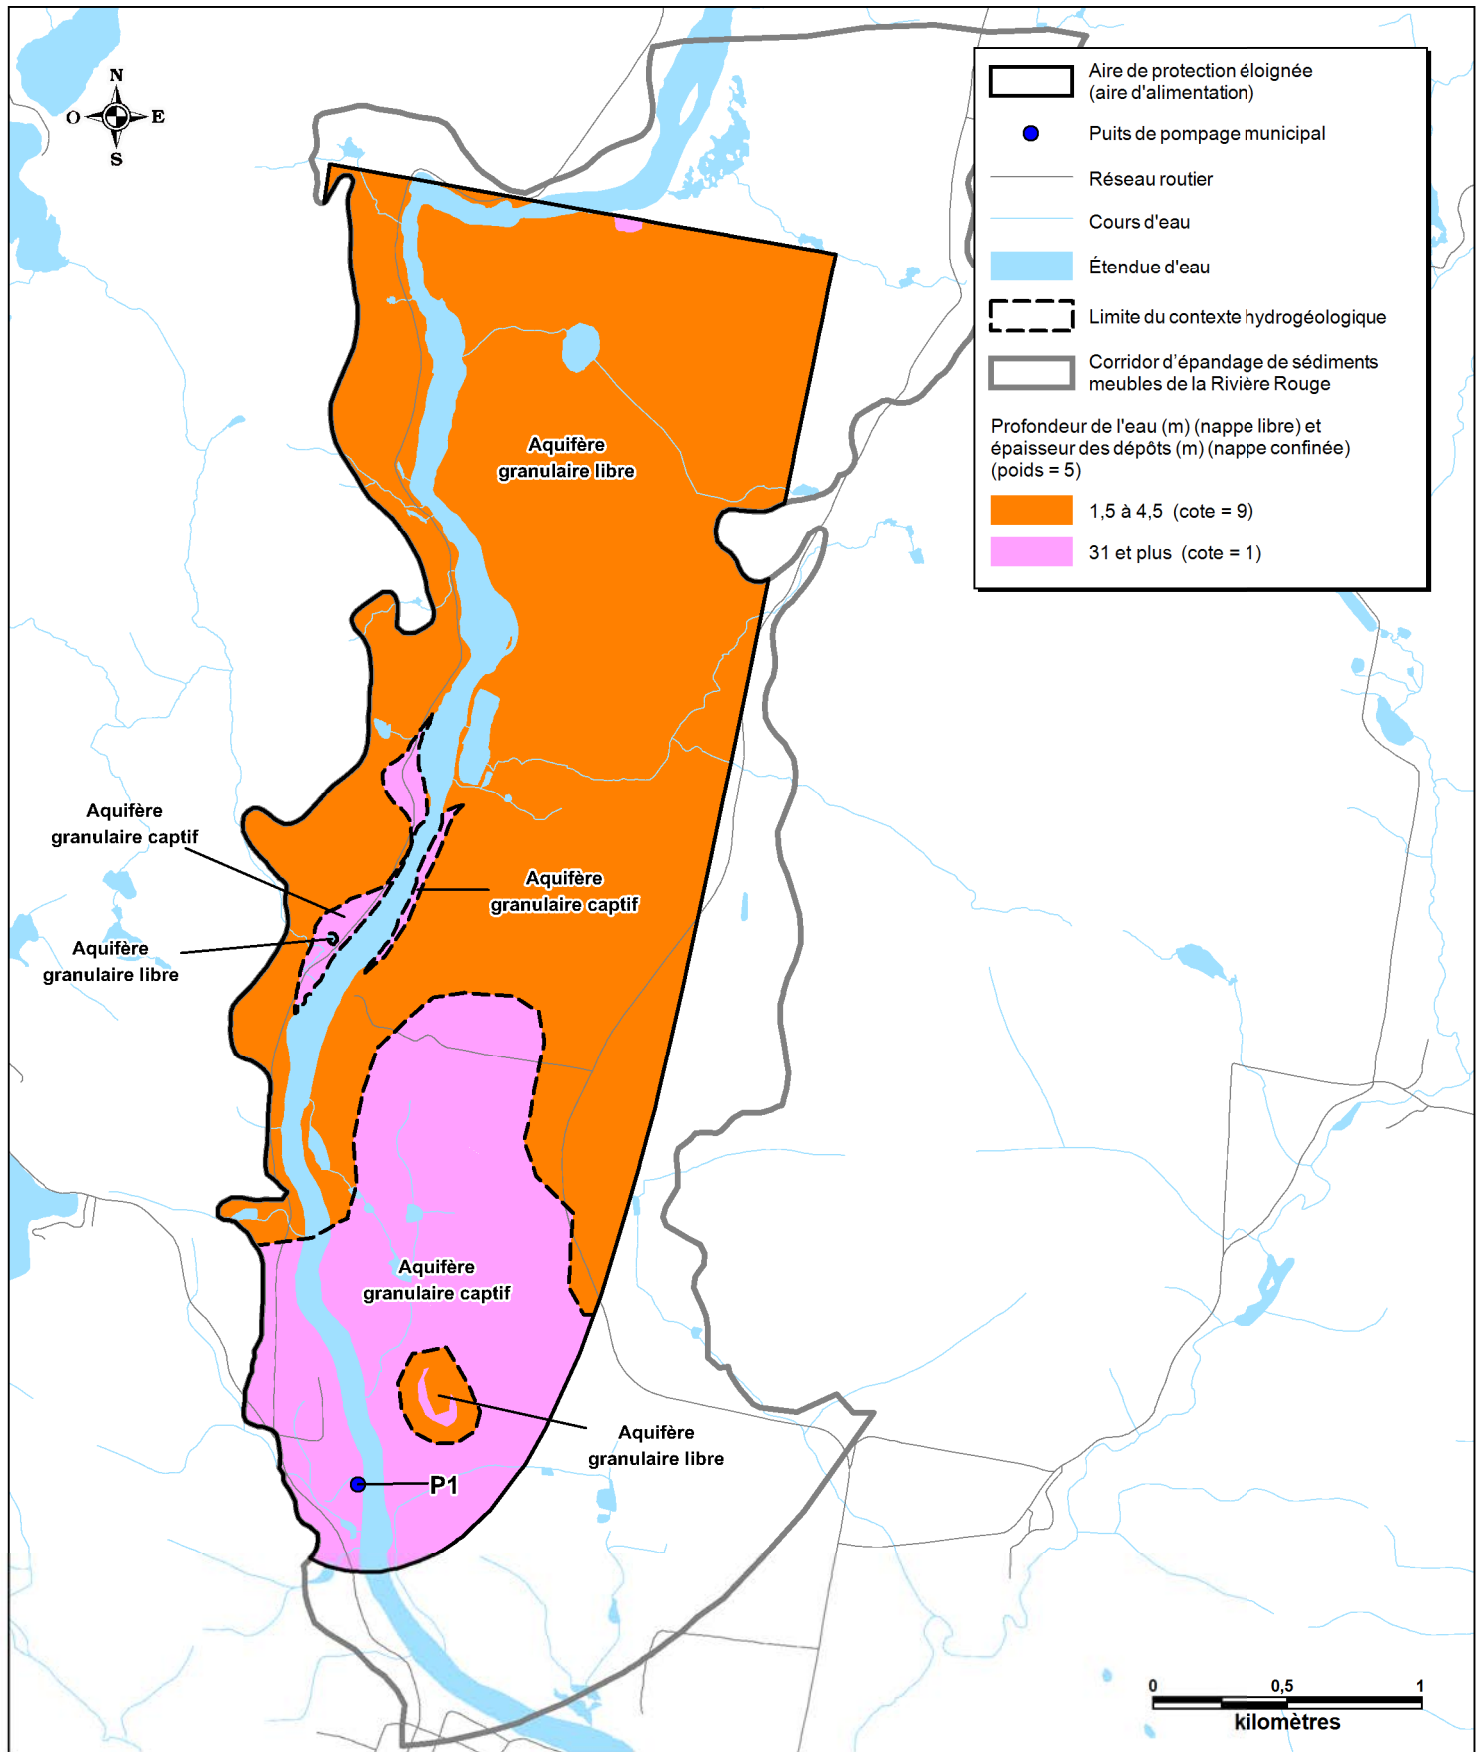 N
O
E
S
Aire de protection éloignée
(aire d'alimentation)
Puits de pompage municipal
Réseau routier
Cours d'eau
Étendue d'eau
Limite du contexte hydrogéologique
Corridor d'épandage de sédiments
meubles de la Rivière Rouge
Profondeur de l'eau (m) (nappe libre) et
épaisseur des dépôts (m) (nappe confinée)
(poids = 5)
1,5 à 4,5 (cote = 9)
31 et plus (cote = 1)
Aquifère
granulaire libre
Aquifère
granulaire captif
Aquifère
granulaire captif
Aquifère
granulaire libre
Aquifère
granulaire captif
Aquifère
granulaire libre
P1
0 0,5 1
kilomètres